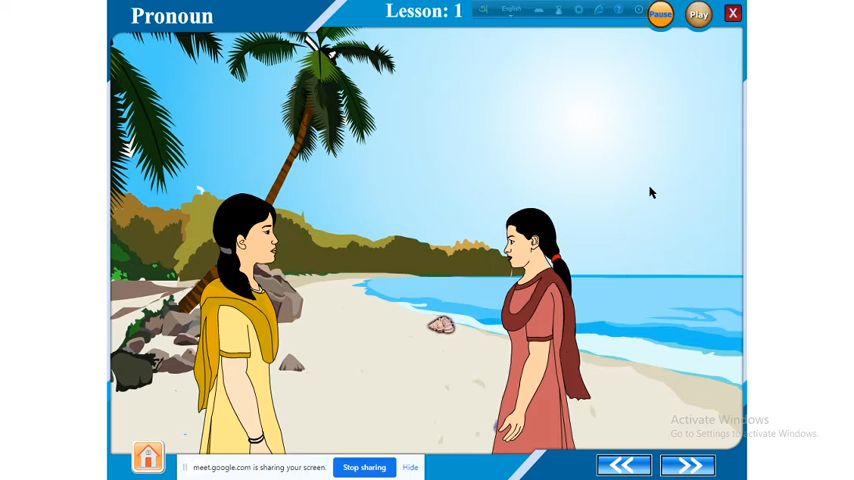 Pronoun
Lesson: 1
English
Pause
Play
X
Activate Windows
Go to Settings to activate Windows.
meet.google.com is sharing your screen.
Stop sharing
Hide